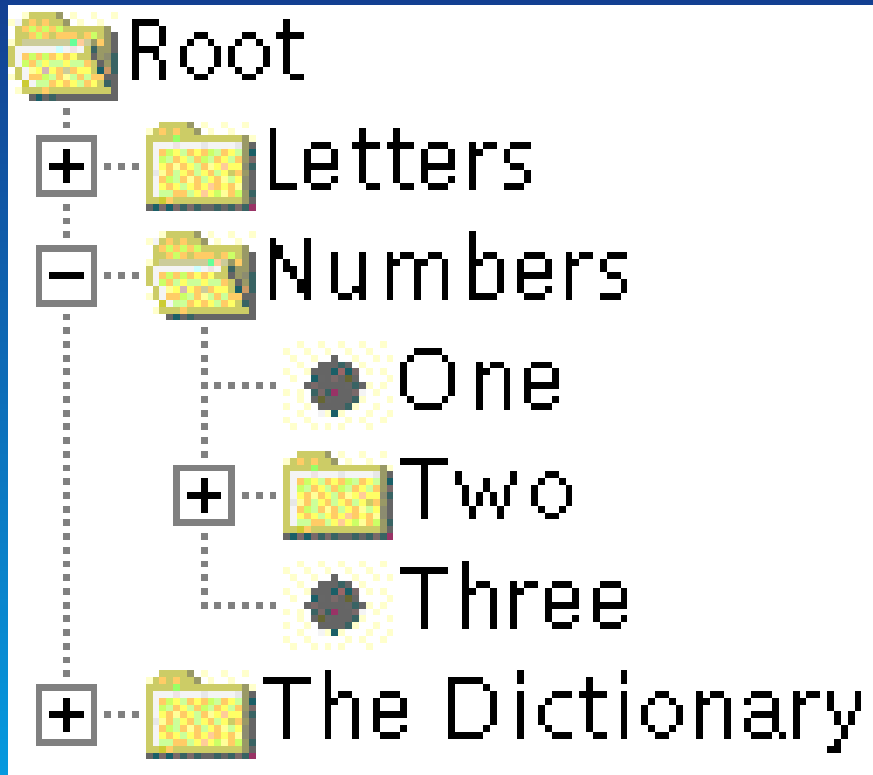 Root
Letters
Numbers
One
Two
Three
The Dictionary